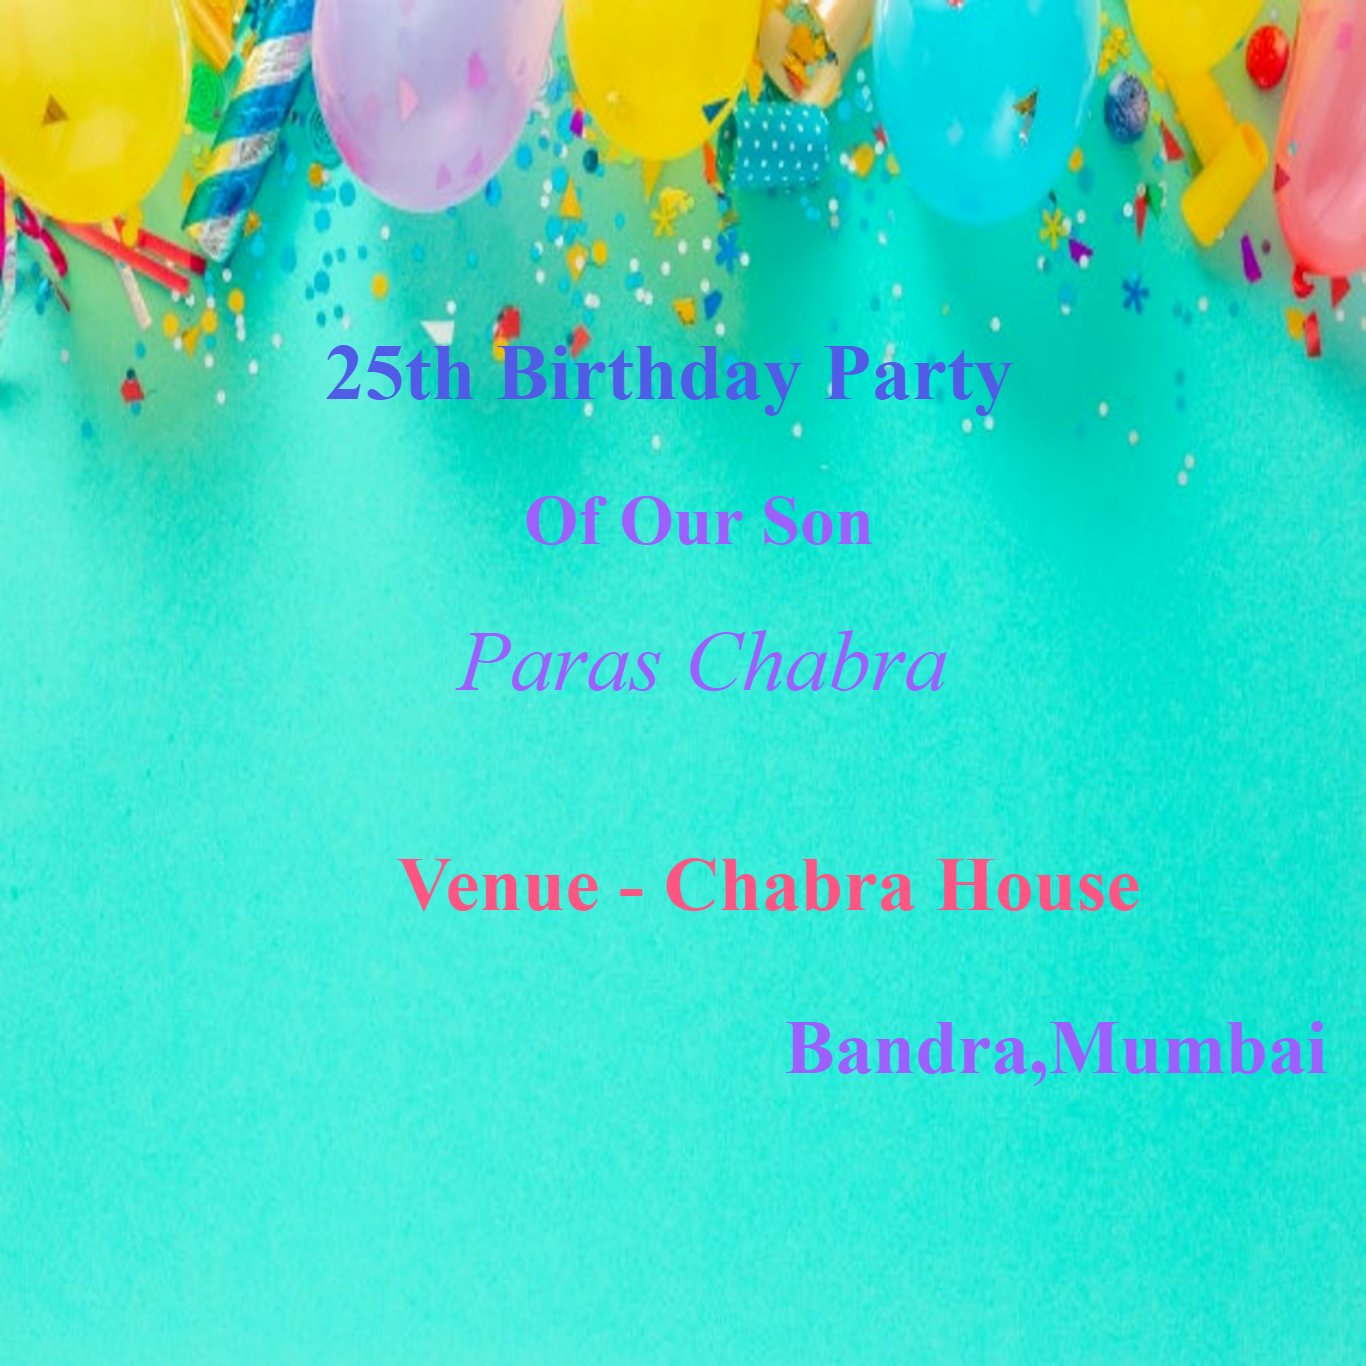 25th Birthday Party
Of Our Son
Paras Chabra
Venue - Chabra House
Bandra,Mumbai